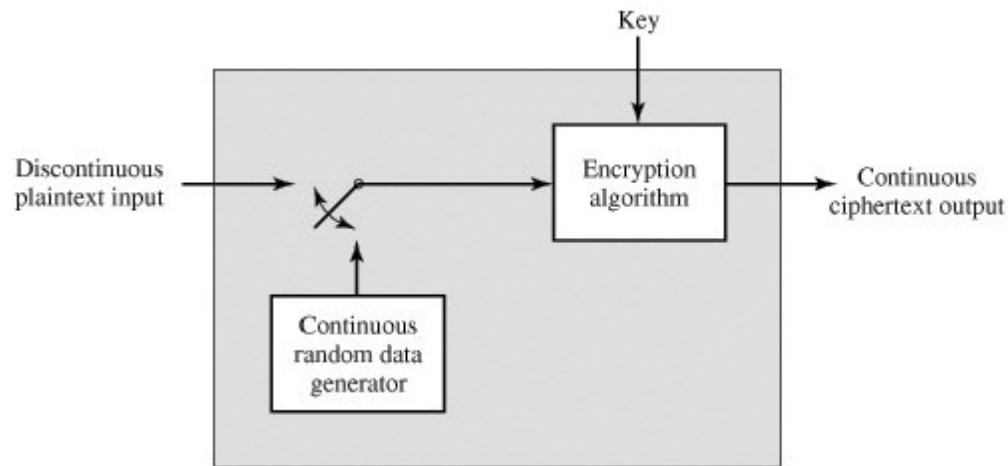 Key
Discontinuous
plaintext input
Encryption
algorithm
Continuous
ciphertext output
Continuous
random data
generator